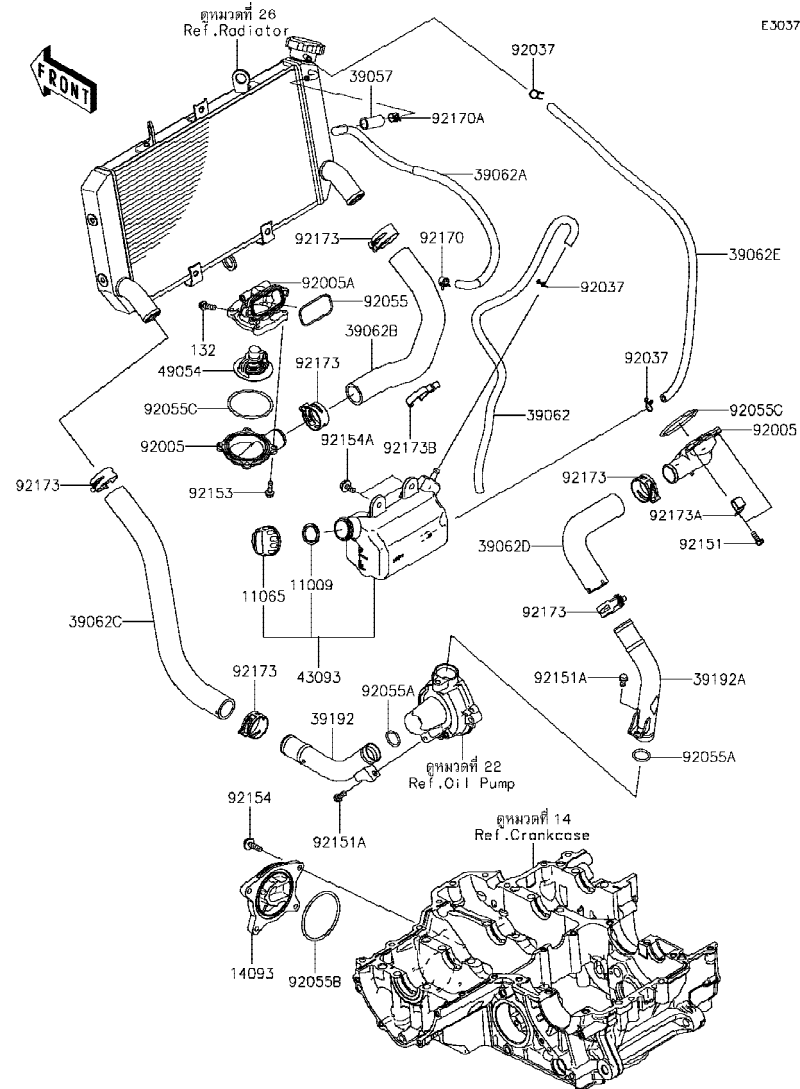 ดูหมวดที่ 26
Ref.Radiator
E3037
FRONT
92037
39057
92170A
39062A
92173
92170
39062E
92005A
92055
92037
39062B
132
49054
92173
92037
92055C
39062
92055C
92005
92154A
92173B
92005
92173
92173
92153
92173A
39062D
92151
11009
11065
92173
39062C
43093
92173
92151A
39192A
92055A
39192
92055A
ดูหมวดที่ 22
Ref.Oil Pump
92154
92151A
ดูหมวดที่ 14
Ref.Crankcase
14093
92055B